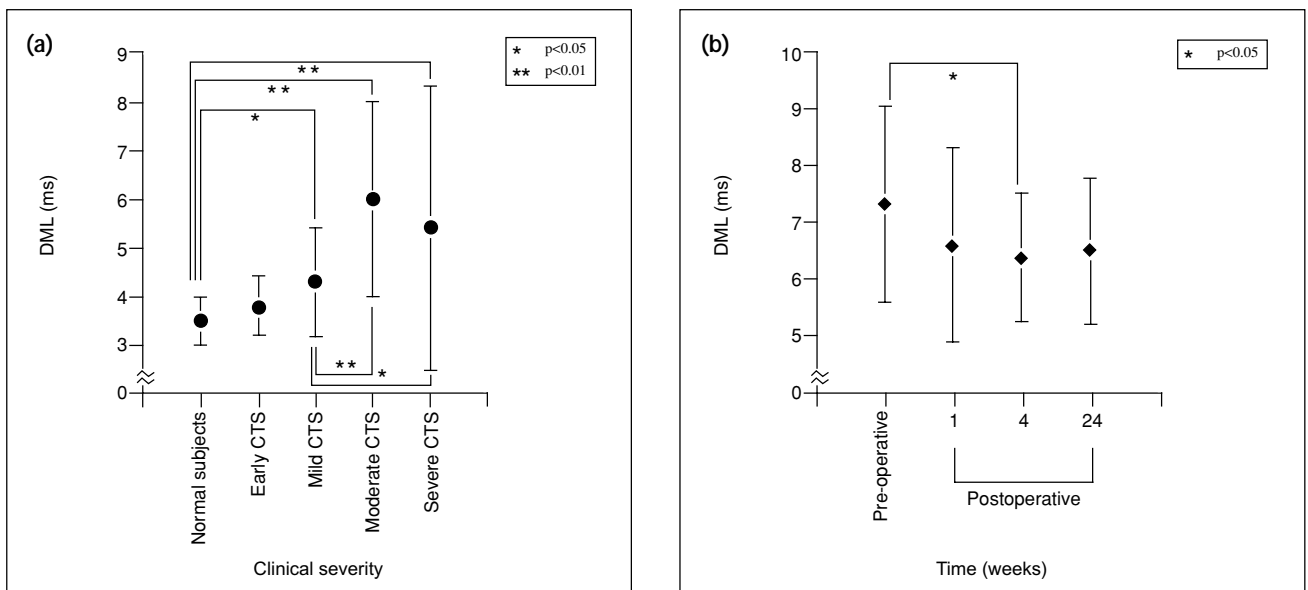 (a)
* p<0.05
** p<0.01
9
8
7
6
5
4
3
0
DML (ms)
**
**
*
**
*
Normal subjects
Early CTS
Mild CTS
Moderate CTS
Severe CTS
Clinical severity
(b)
* p<0.05
10
9
8
7
6
5
0
DML (ms)
*
Pre-operative
1 4 24
Postoperative
Time (weeks)